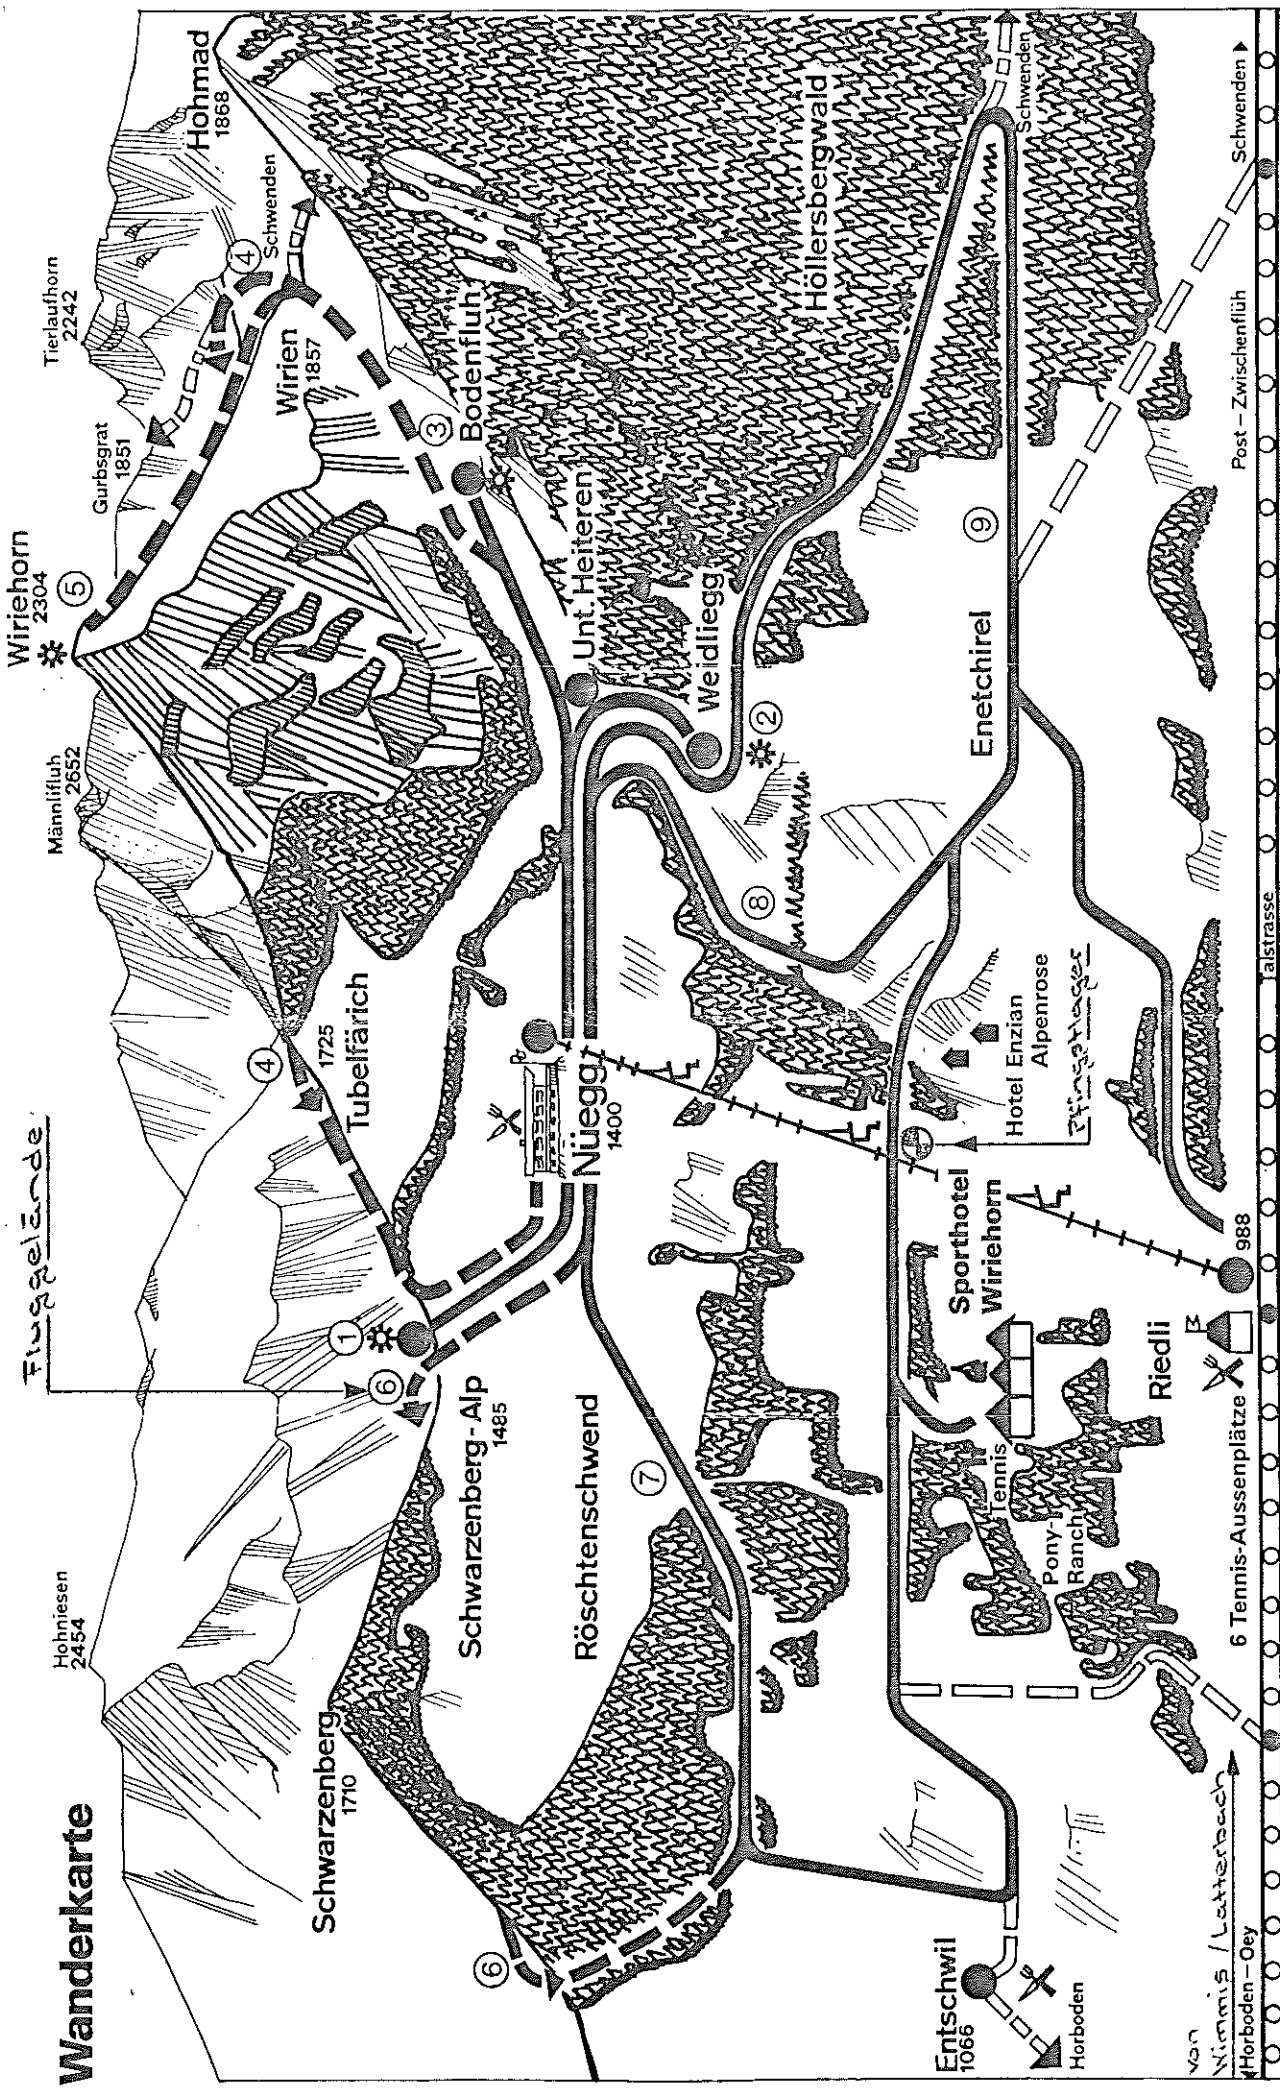 Wanderkarte
Fluggelände
Hohniesen
2454
Männlifluh
2652
Wiriehorn
2304
5
Gurbsgrat
1851
Tierlaufhorn
2242
Hohmad
1868
4
Schwenden
Wirien
1857
3
Bodenfluh
Schwarzenberg
1710
6
1
4
1725
Tubelfärich
Schwarzenberg-Alp
1485
6
Nüegg
1400
Unt. Heiteren
Weidliegg
2
Höllersbergwald
Röschtenschwend
7
8
9
Schwenden
Enetchirel
Hotel Enzian
Alpenrose
Pfingstlager
Sporthotel
Wiriehorn
Tennis
Pony-
Ranch
Entschwil
1066
Horboden
Riedli
988
6 Tennis-Aussenplätze
von
Wimmis / Latterbach
Horboden – Oey
Talstrasse
Post – Zwischenflüh
Schwenden